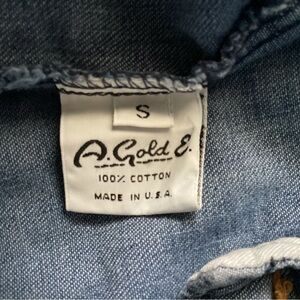 S
A.Gold E.
100% COTTON
MADE IN U.S.A.